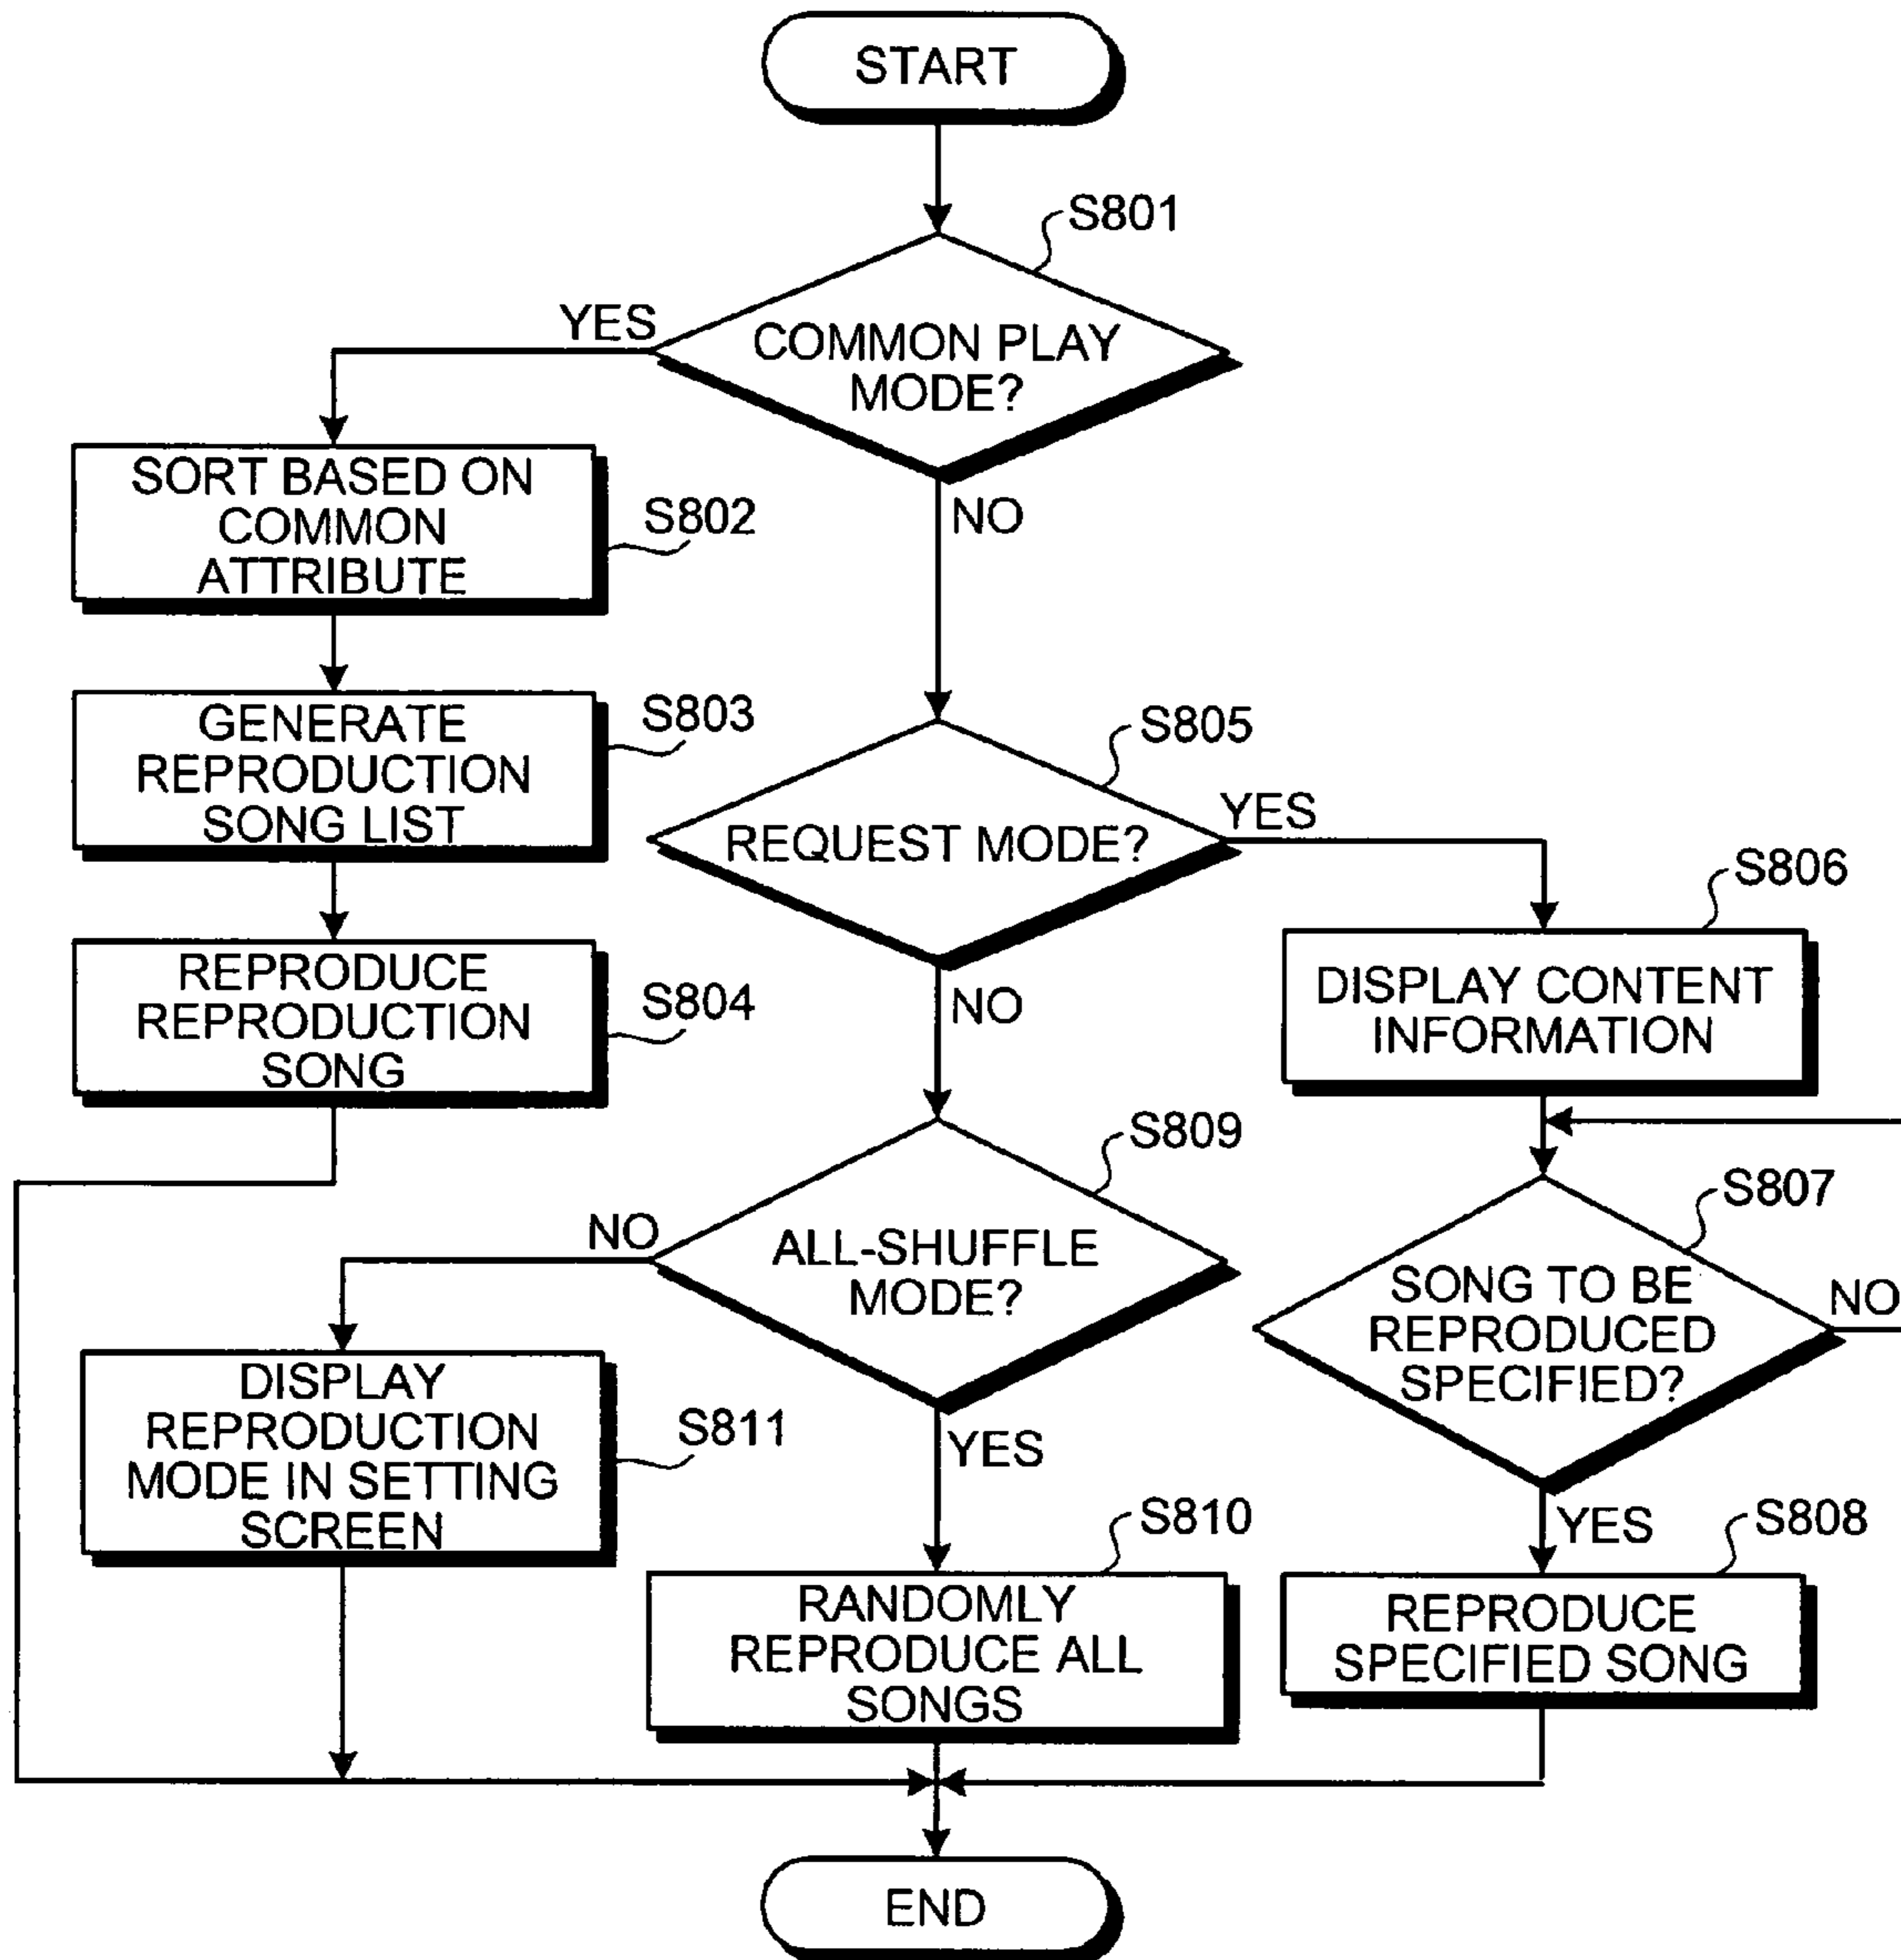 START
S801
YES
COMMON PLAY
MODE?
SORT BASED ON
COMMON
ATTRIBUTE
S802
NO
GENERATE
REPRODUCTION
SONG LIST
S803
S805
YES
REQUEST MODE?
S806
REPRODUCE
REPRODUCTION
SONG
S804
NO
DISPLAY CONTENT
INFORMATION
S809
S807
NO
ALL-SHUFFLE
MODE?
SONG TO BE
REPRODUCED
SPECIFIED?
NO
DISPLAY
REPRODUCTION
MODE IN SETTING
SCREEN
S811
YES
S810
YES
S808
RANDOMLY
REPRODUCE ALL
SONGS
REPRODUCE
SPECIFIED SONG
END